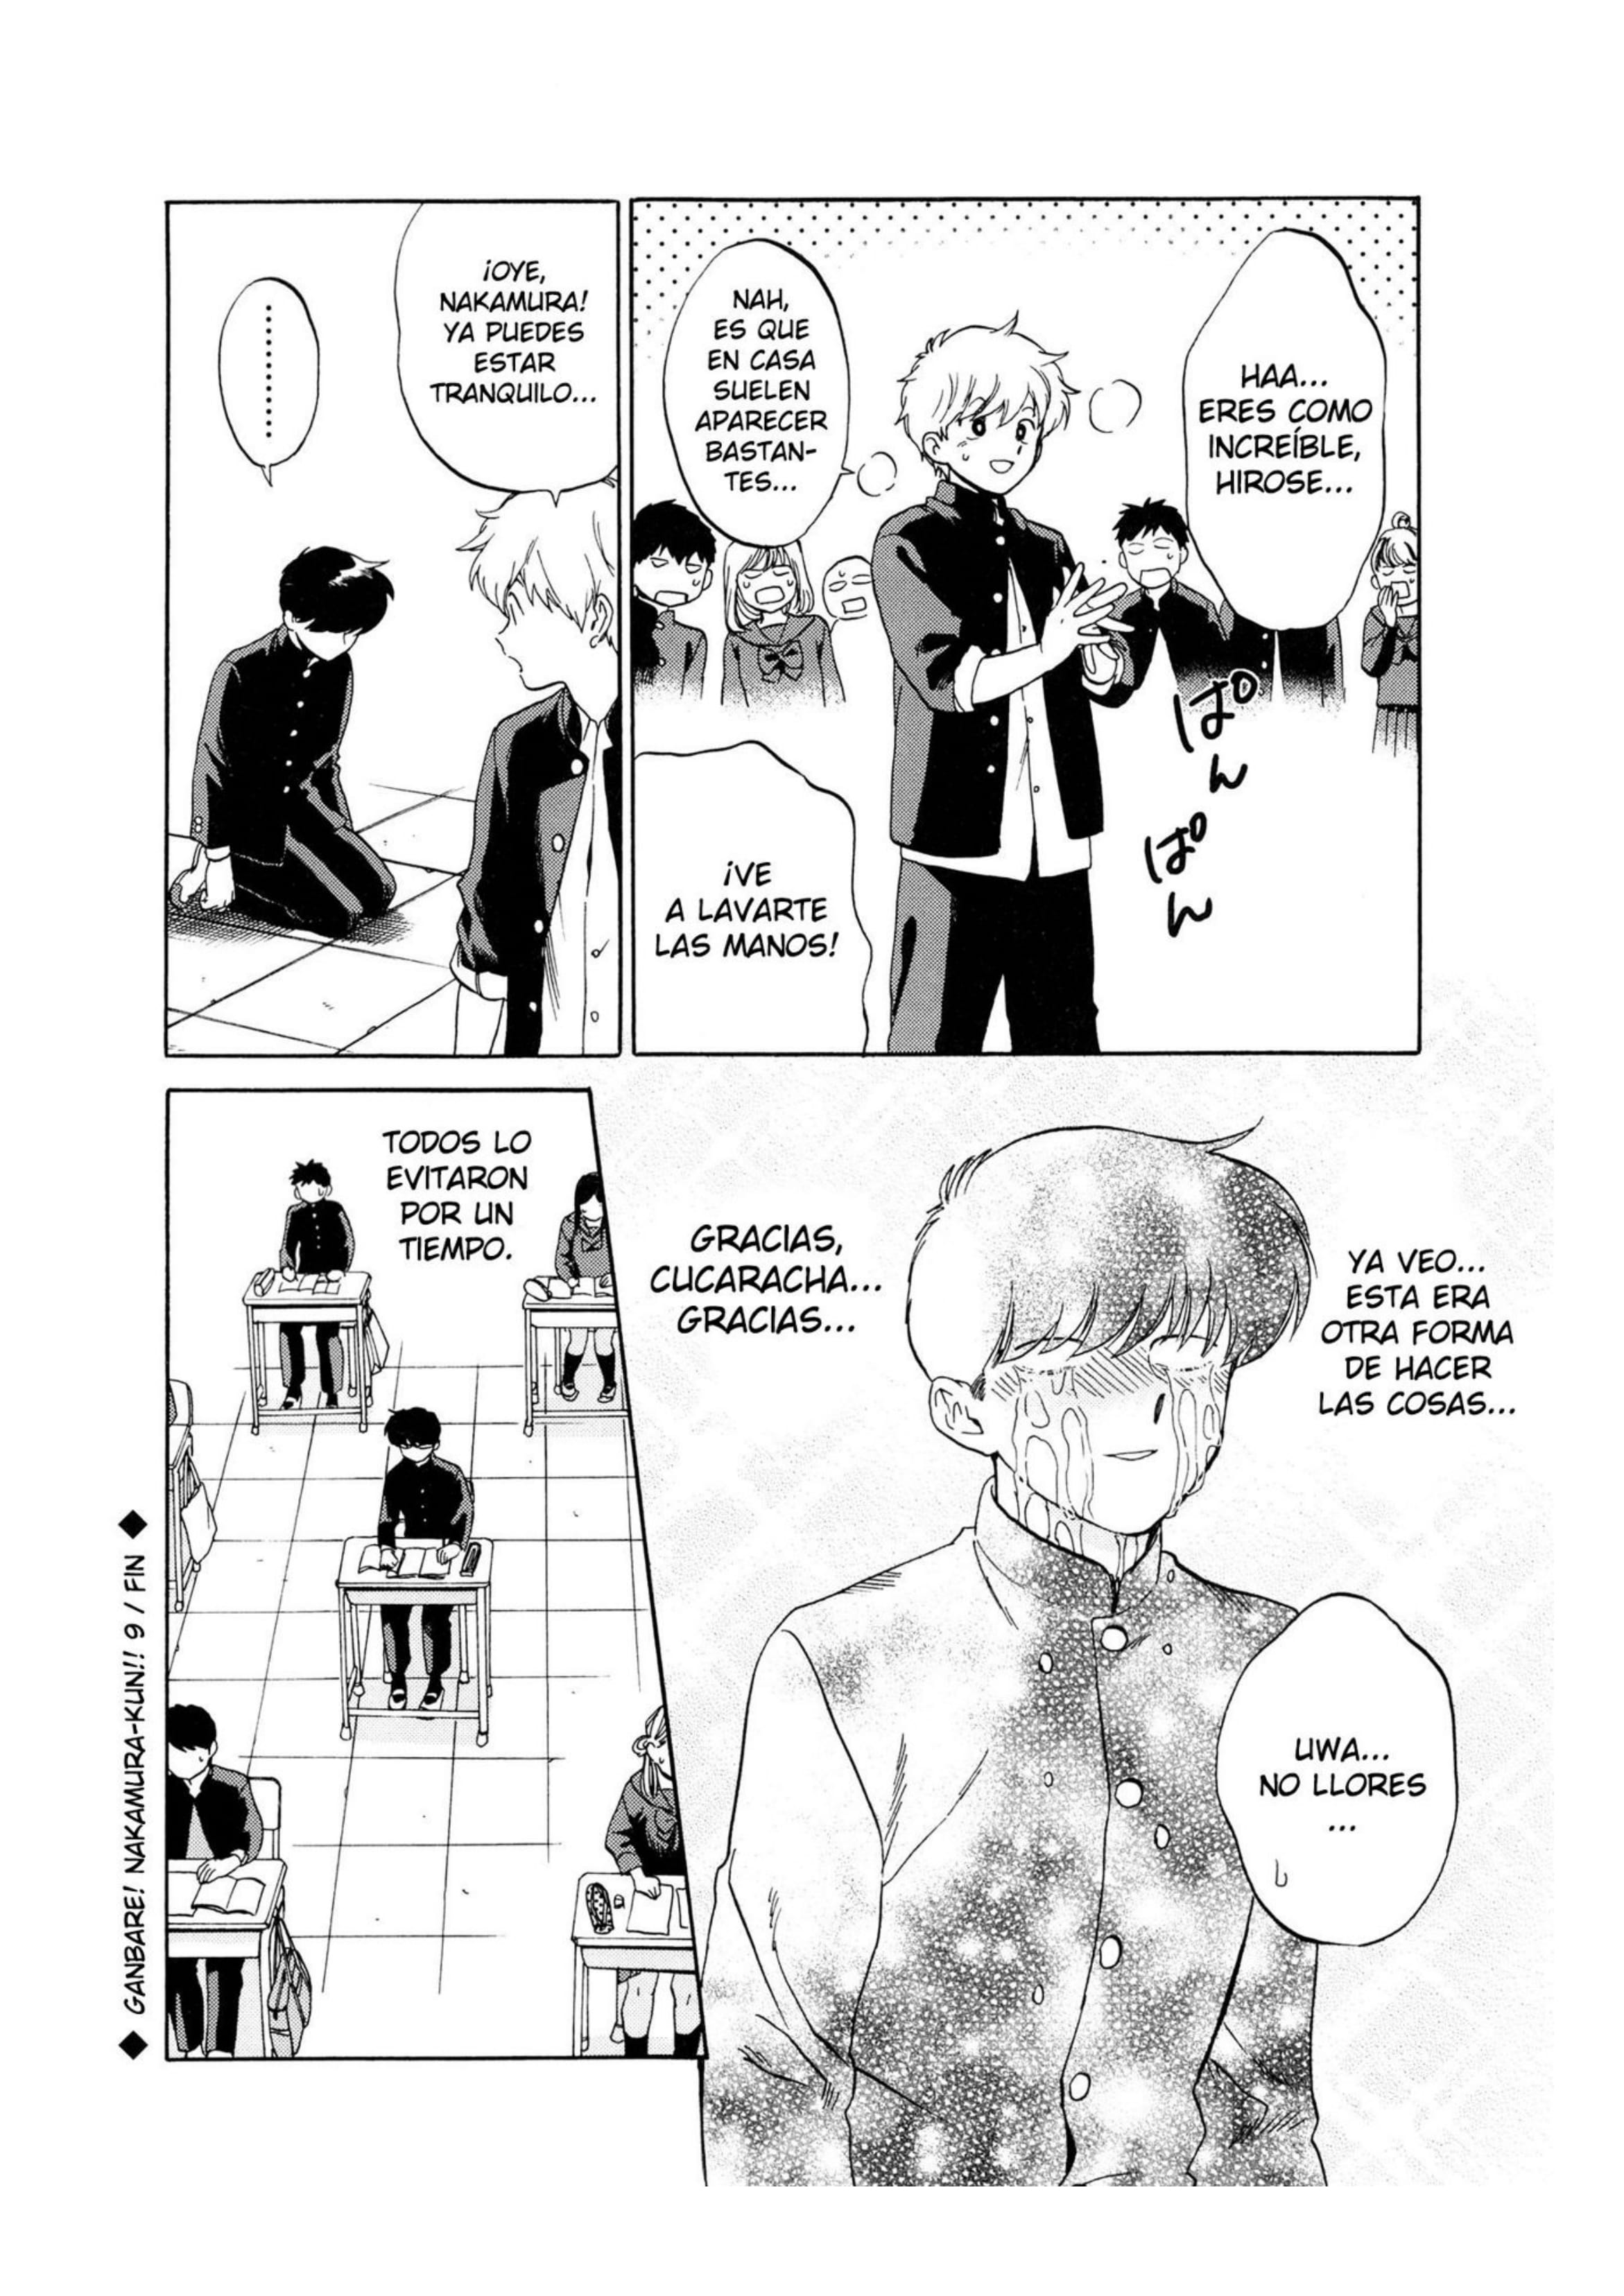 HAA...
ERES COMO
INCREÍBLE,
HIROSE...
NAH,
ES QUE
EN CASA
SUELEN
APARECER
BASTAN-
TES...
ぱん
ぱん
¡VE
A LAVARTE
LAS MANOS!
¡OYE,
NAKAMURA!
YA PUEDES
ESTAR
TRANQUILO...
............
YA VEO...
ESTA ERA
OTRA FORMA
DE HACER
LAS COSAS...
GRACIAS,
CUCARACHA...
GRACIAS...
UWA...
NO LLORES
...
TODOS LO
EVITARON
POR UN
TIEMPO.
◆ GANBARE! NAKAMURA-KUN!! 9 / FIN ◆